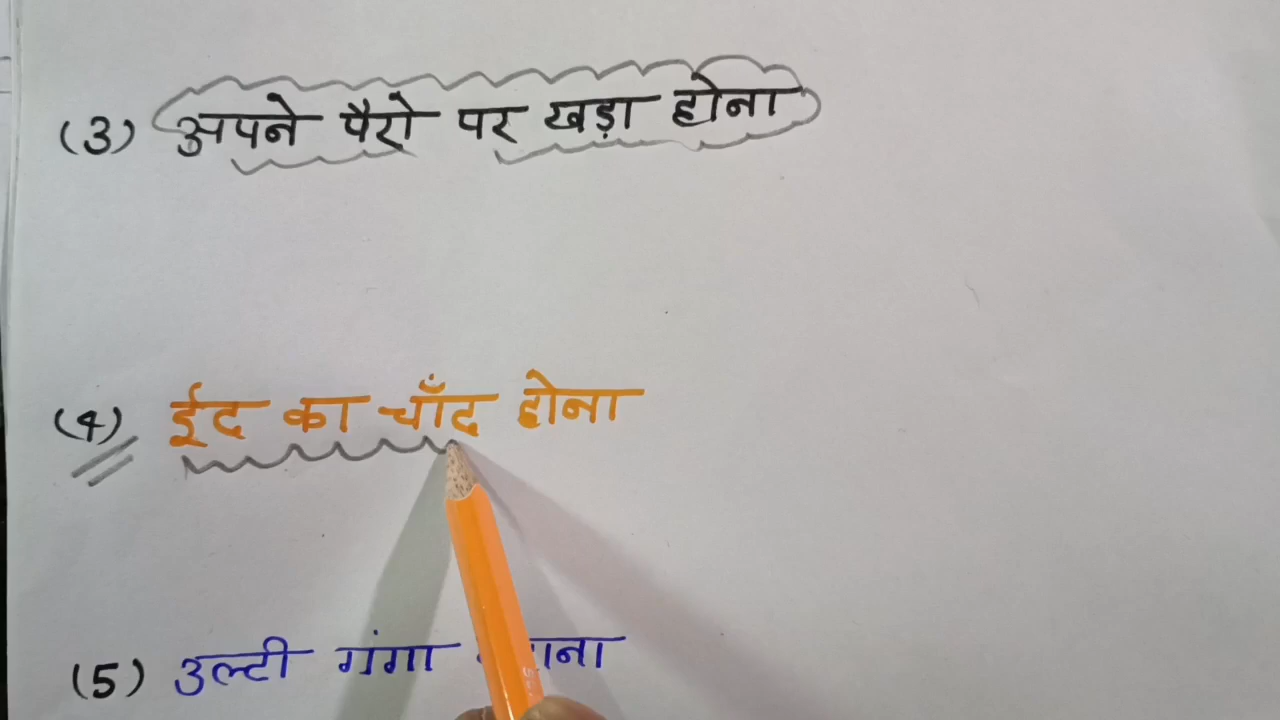 (3) अपने पैरो पर खड़ा होना
(4) ईद का चाँद होना
(5) उल्टी गंगा